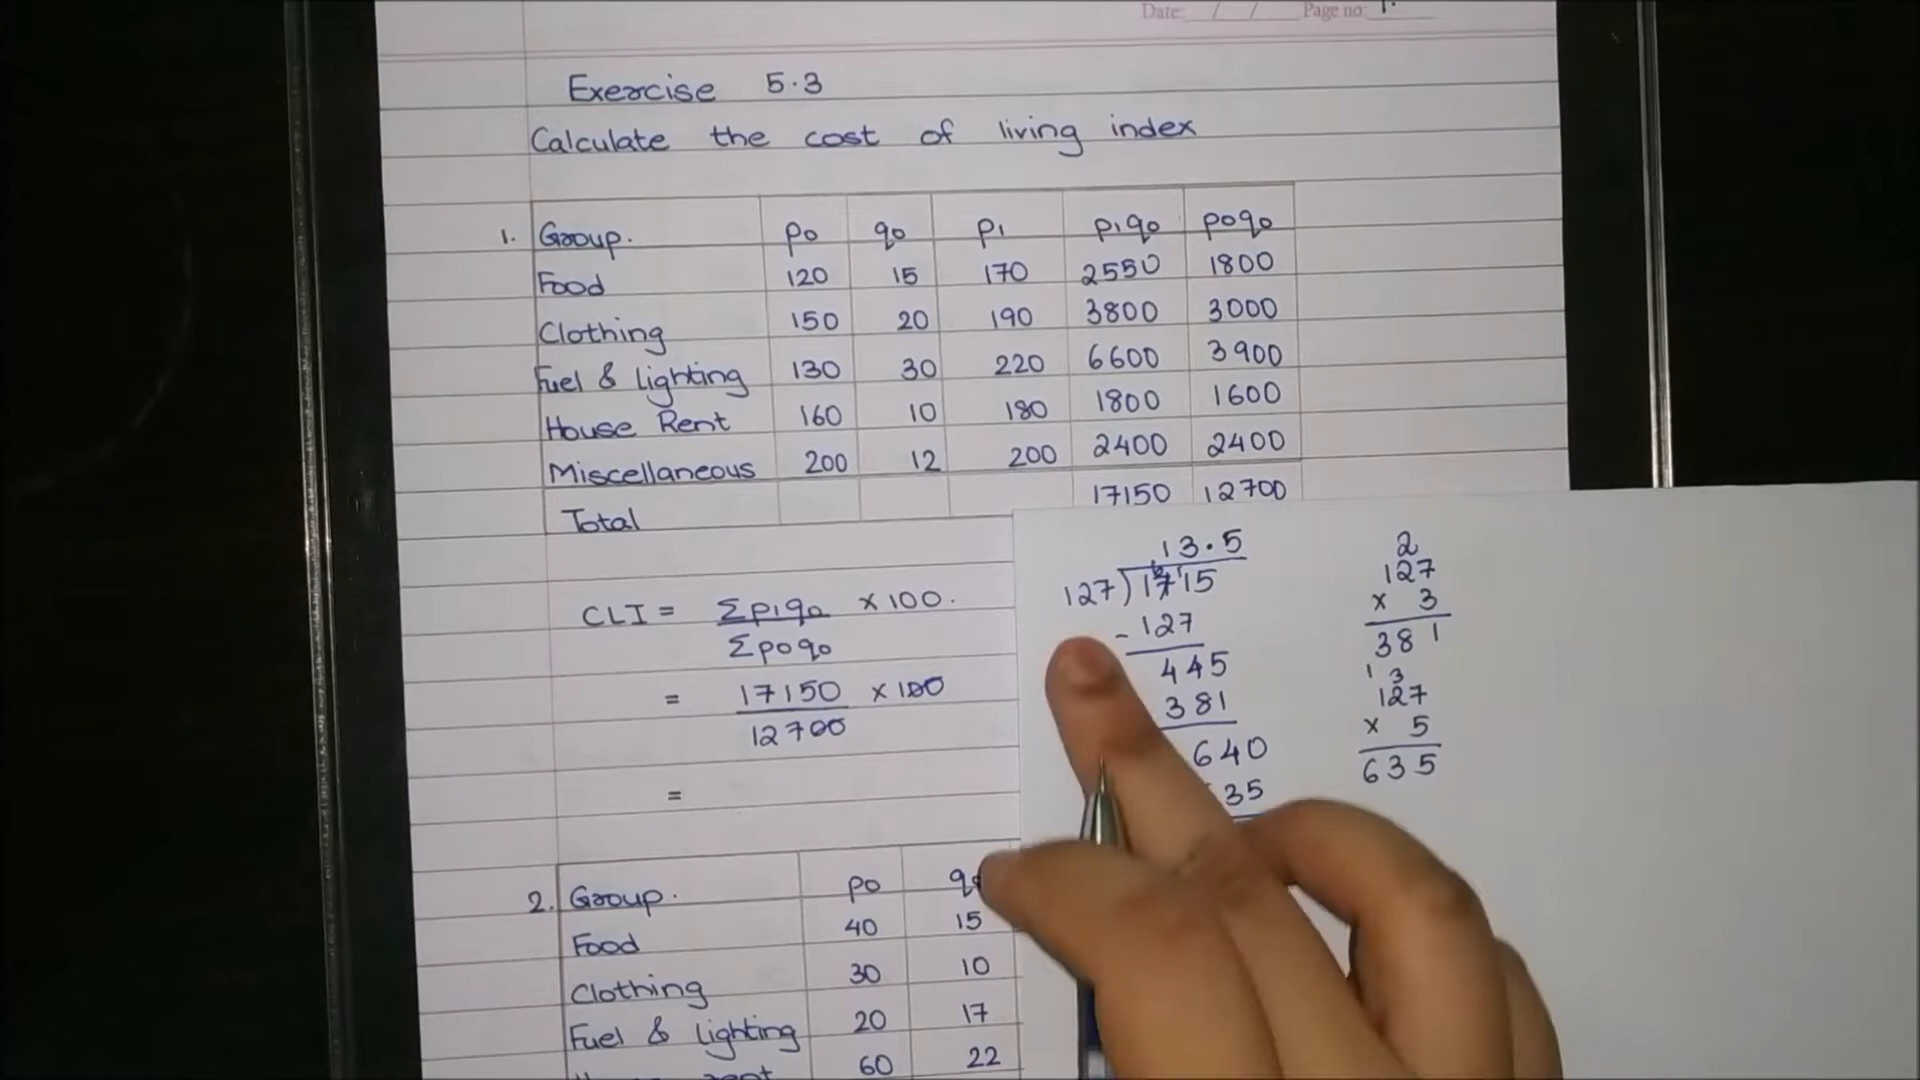 Date: / / Page no: 1.
Exercise 5.3
Calculate the cost of living index
1. Group. p0 q0 p1 p1q0 p0q0
Food 120 15 170 2550 1800
Clothing 150 20 190 3800 3000
Fuel & lighting 130 30 220 6600 3900
House Rent 160 10 180 1800 1600
Miscellaneous 200 12 200 2400 2400
Total 17150 12700
CLI = Σp1q0 × 100.
Σp0q0
= 17150 × 100
12700
=
13.5
127)1715
-127
445
381
640
35
2
127
× 3
381
1 3
127
× 5
635
2. Group. p0
Food 40 15
Clothing 30 10
Fuel & lighting 20 17
60 22